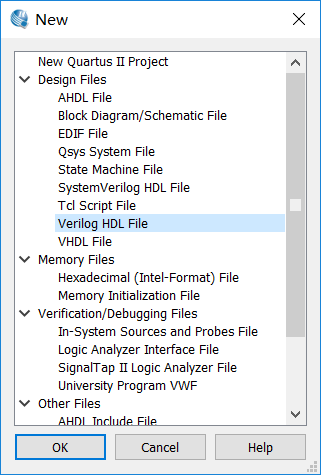 New
New Quartus II Project
Design Files
AHDL File
Block Diagram/Schematic File
EDIF File
Qsys System File
State Machine File
SystemVerilog HDL File
Tcl Script File
Verilog HDL File
VHDL File
Memory Files
Hexadecimal (Intel-Format) File
Memory Initialization File
Verification/Debugging Files
In-System Sources and Probes File
Logic Analyzer Interface File
SignalTap II Logic Analyzer File
University Program VWF
Other Files
AHDL Include File
OK Cancel Help